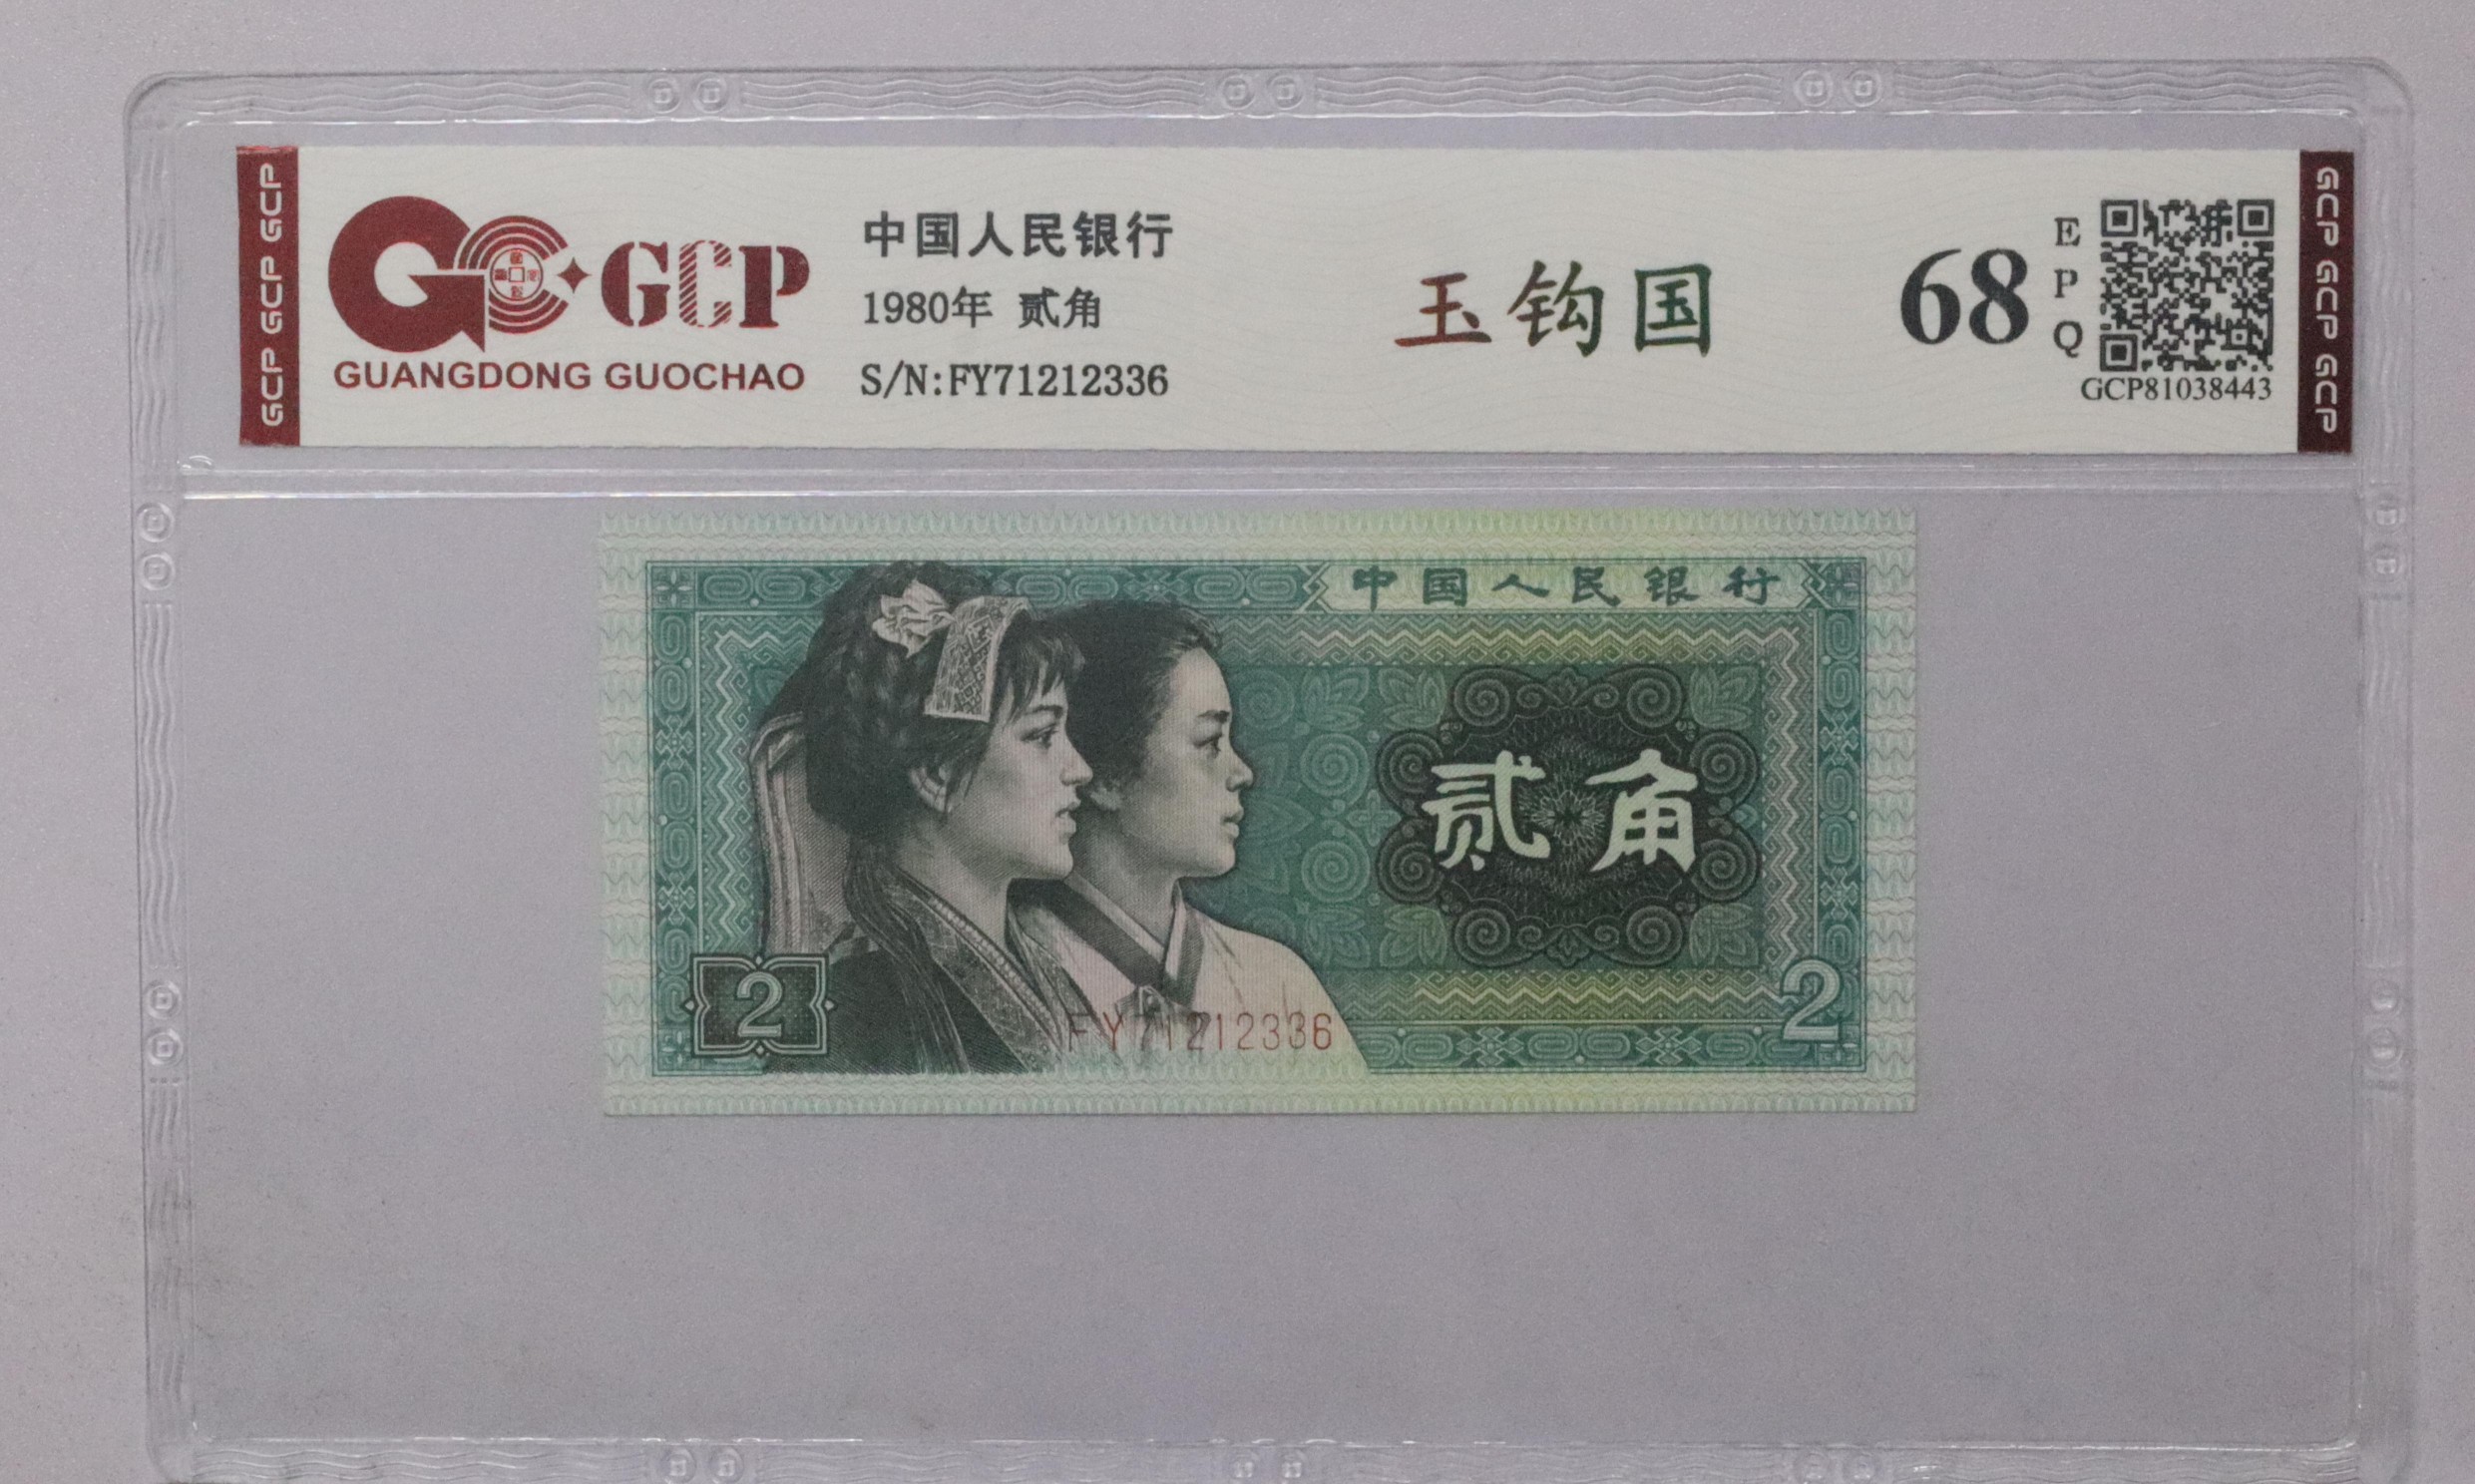 GCP GCP GCP
GCP
GUANGDONG GUOCHAO
中国人民银行
1980年 贰角
S/N:FY71212336
玉钩国
68
EPQ
GCP81038443
GCP GCP GCP
中国人民银行
贰角
2
2
FY71212336